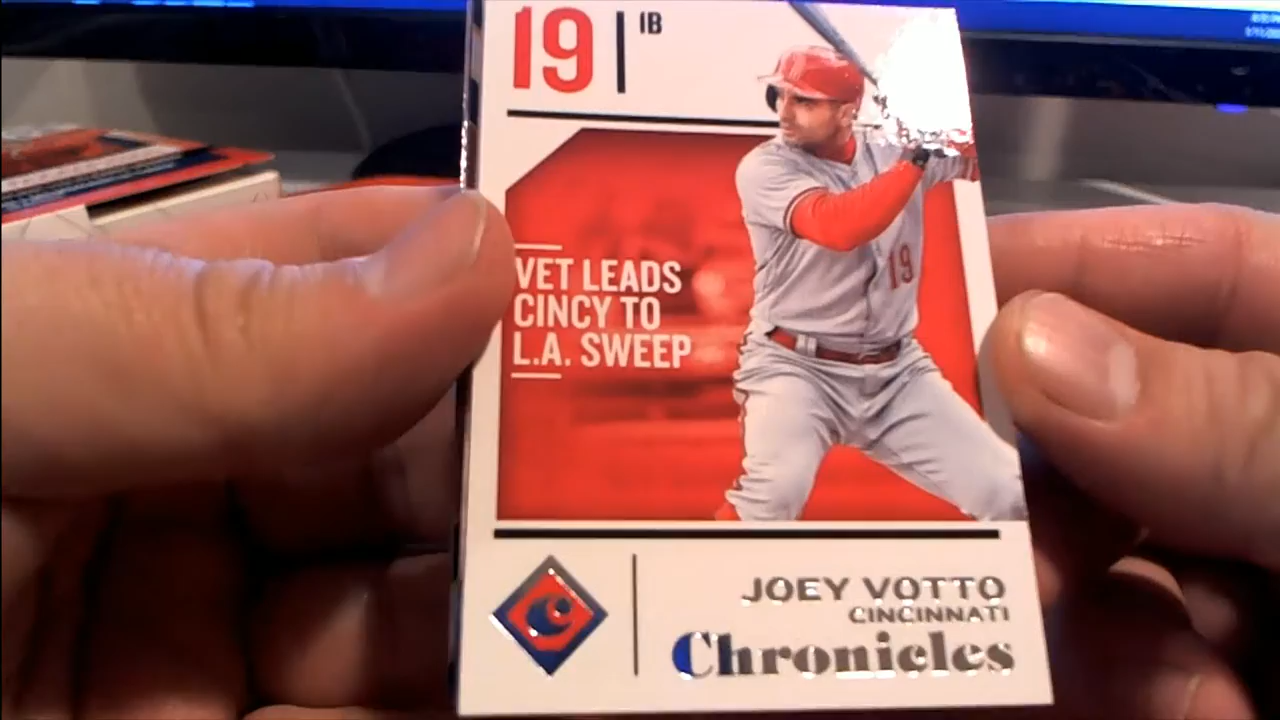 19 1B
VET LEADS
CINCY TO
L.A. SWEEP
19
JOEY VOTTO
CINCINNATI
Chronicles